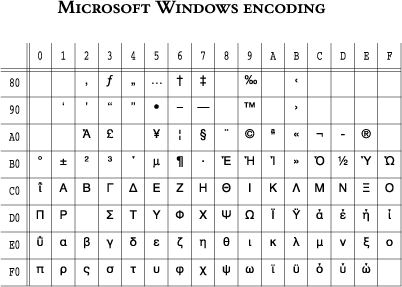 MICROSOFT WINDOWS ENCODING
0 1 2 3 4 5 6 7 8 9 A B C D E F
80 ‚ ƒ „ … † ‡ ‰ ‹
90 ‘ ’ “ ” • – — ™ ›
A0 £ ¥ ¦ § ¨ © ª « ¬ - ®
B0 ° ± ² ³ µ ¶ · » ½
C0 ΐ Α Β Γ Δ Ε Ζ Η Θ Ι Κ Λ Μ Ν Ξ Ο
D0 Π Ρ Σ Τ Υ Φ Χ Ψ Ω Ϊ Ϋ ά έ ή ί
E0 ΰ α β γ δ ε ζ η θ ι κ λ μ ν ξ ο
F0 π ρ ς σ τ υ φ χ ψ ω ϊ ϋ ό ύ ώ